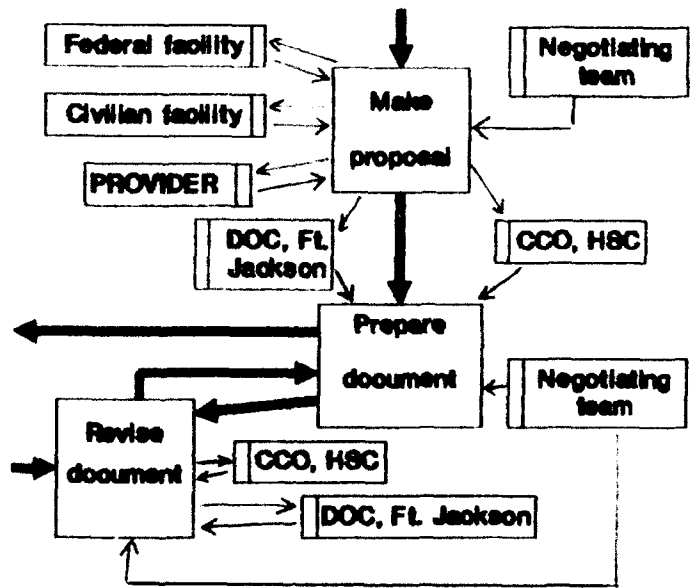 Federal facility
Negotiating
team
Make
proposal
Civilian facility
PROVIDER
DOC, Ft.
Jackson
CCO, HSC
Prepare
document
Negotiating
team
Revise
document
CCO, HSC
DOC, Ft. Jackson